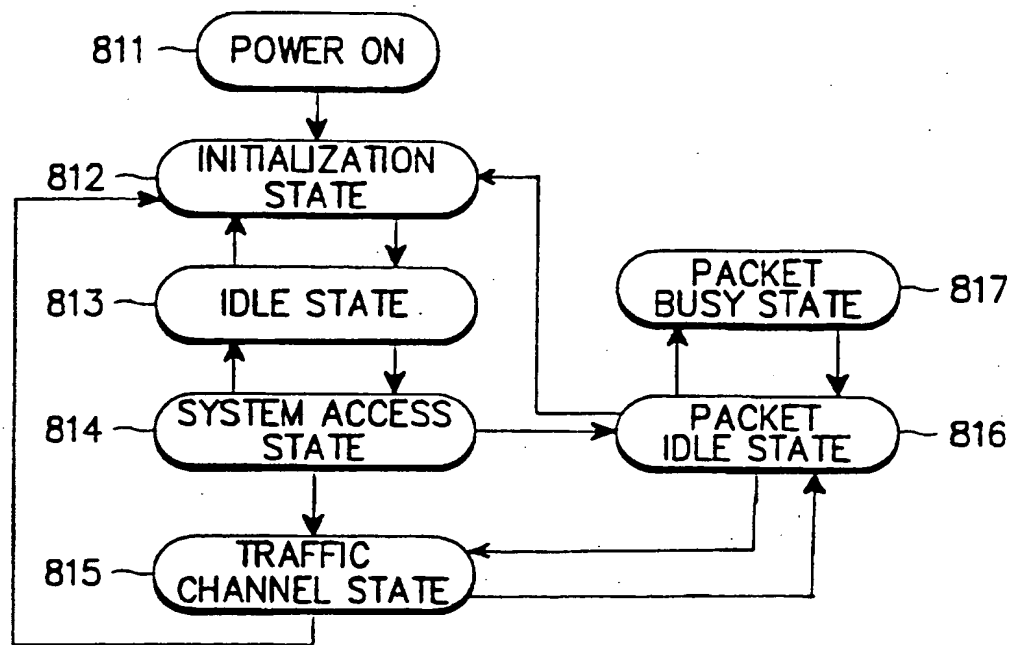 811
POWER ON
812
INITIALIZATION
STATE
813
IDLE STATE
PACKET
BUSY STATE
817
814
SYSTEM ACCESS
STATE
PACKET
IDLE STATE
816
815
TRAFFIC
CHANNEL STATE